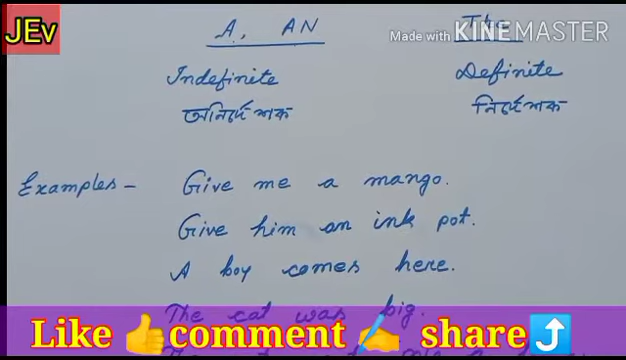 JEv
A, AN The
Made with KINEMASTER
Indefinite Definite
অনির্দেশক নির্দেশক
Examples - Give me a mango.
Give him an ink pot.
A boy comes here.
The cat was big.
Like 👍comment ✍ share⤴